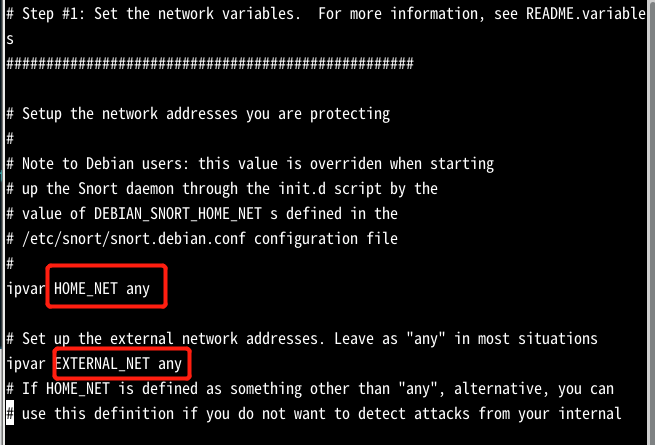 # Step #1: Set the network variables.  For more information, see README.variable
s
###################################################

# Setup the network addresses you are protecting
#
# Note to Debian users: this value is overriden when starting
# up the Snort daemon through the init.d script by the
# value of DEBIAN_SNORT_HOME_NET s defined in the
# /etc/snort/snort.debian.conf configuration file
#
ipvar HOME_NET any

# Set up the external network addresses. Leave as "any" in most situations
ipvar EXTERNAL_NET any
# If HOME_NET is defined as something other than "any", alternative, you can
# use this definition if you do not want to detect attacks from your internal